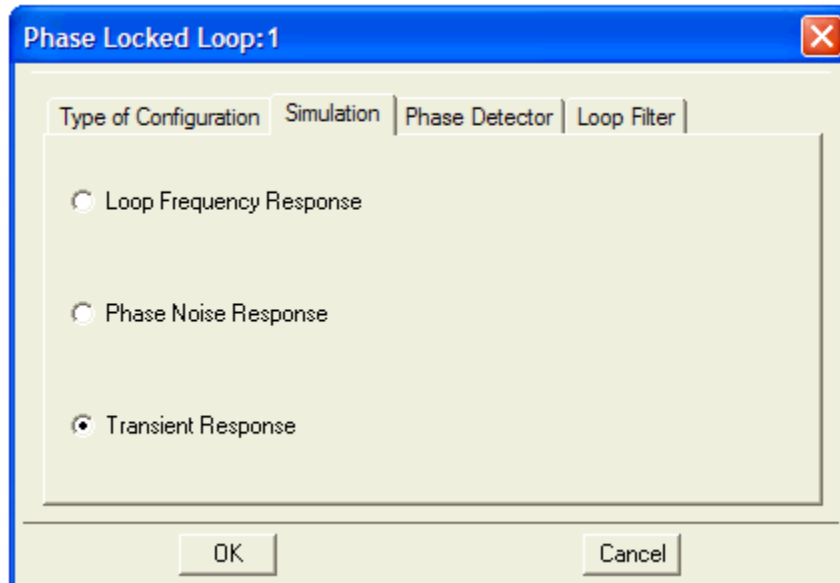 Phase Locked Loop:1
Type of Configuration Simulation Phase Detector Loop Filter
Loop Frequency Response
Phase Noise Response
Transient Response
OK Cancel